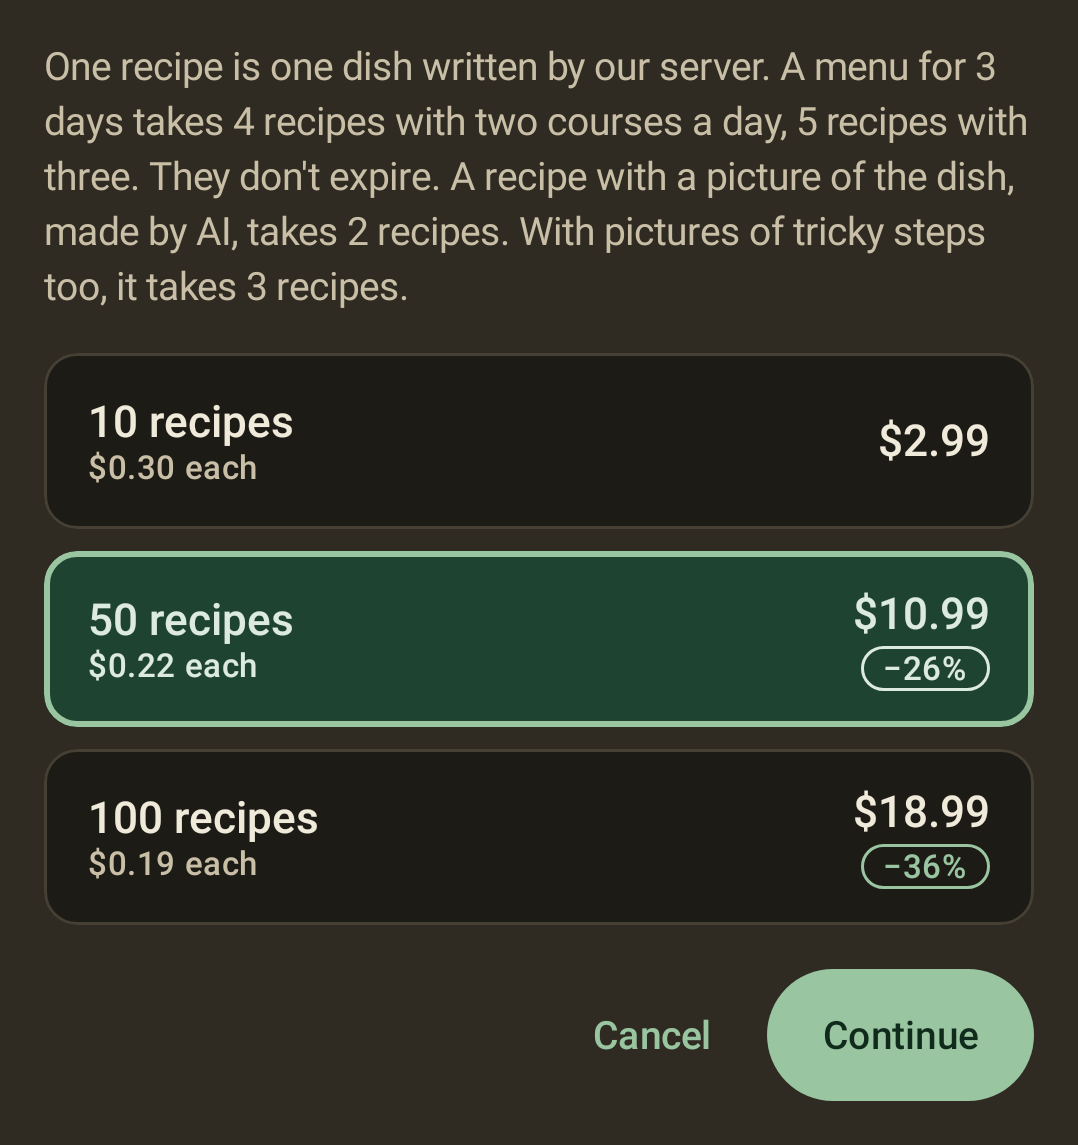 One recipe is one dish written by our server. A menu for 3
days takes 4 recipes with two courses a day, 5 recipes with
three. They don't expire. A recipe with a picture of the dish,
made by AI, takes 2 recipes. With pictures of tricky steps
too, it takes 3 recipes.
10 recipes
$0.30 each
$2.99
50 recipes
$0.22 each
$10.99
−26%
100 recipes
$0.19 each
$18.99
−36%
Cancel
Continue